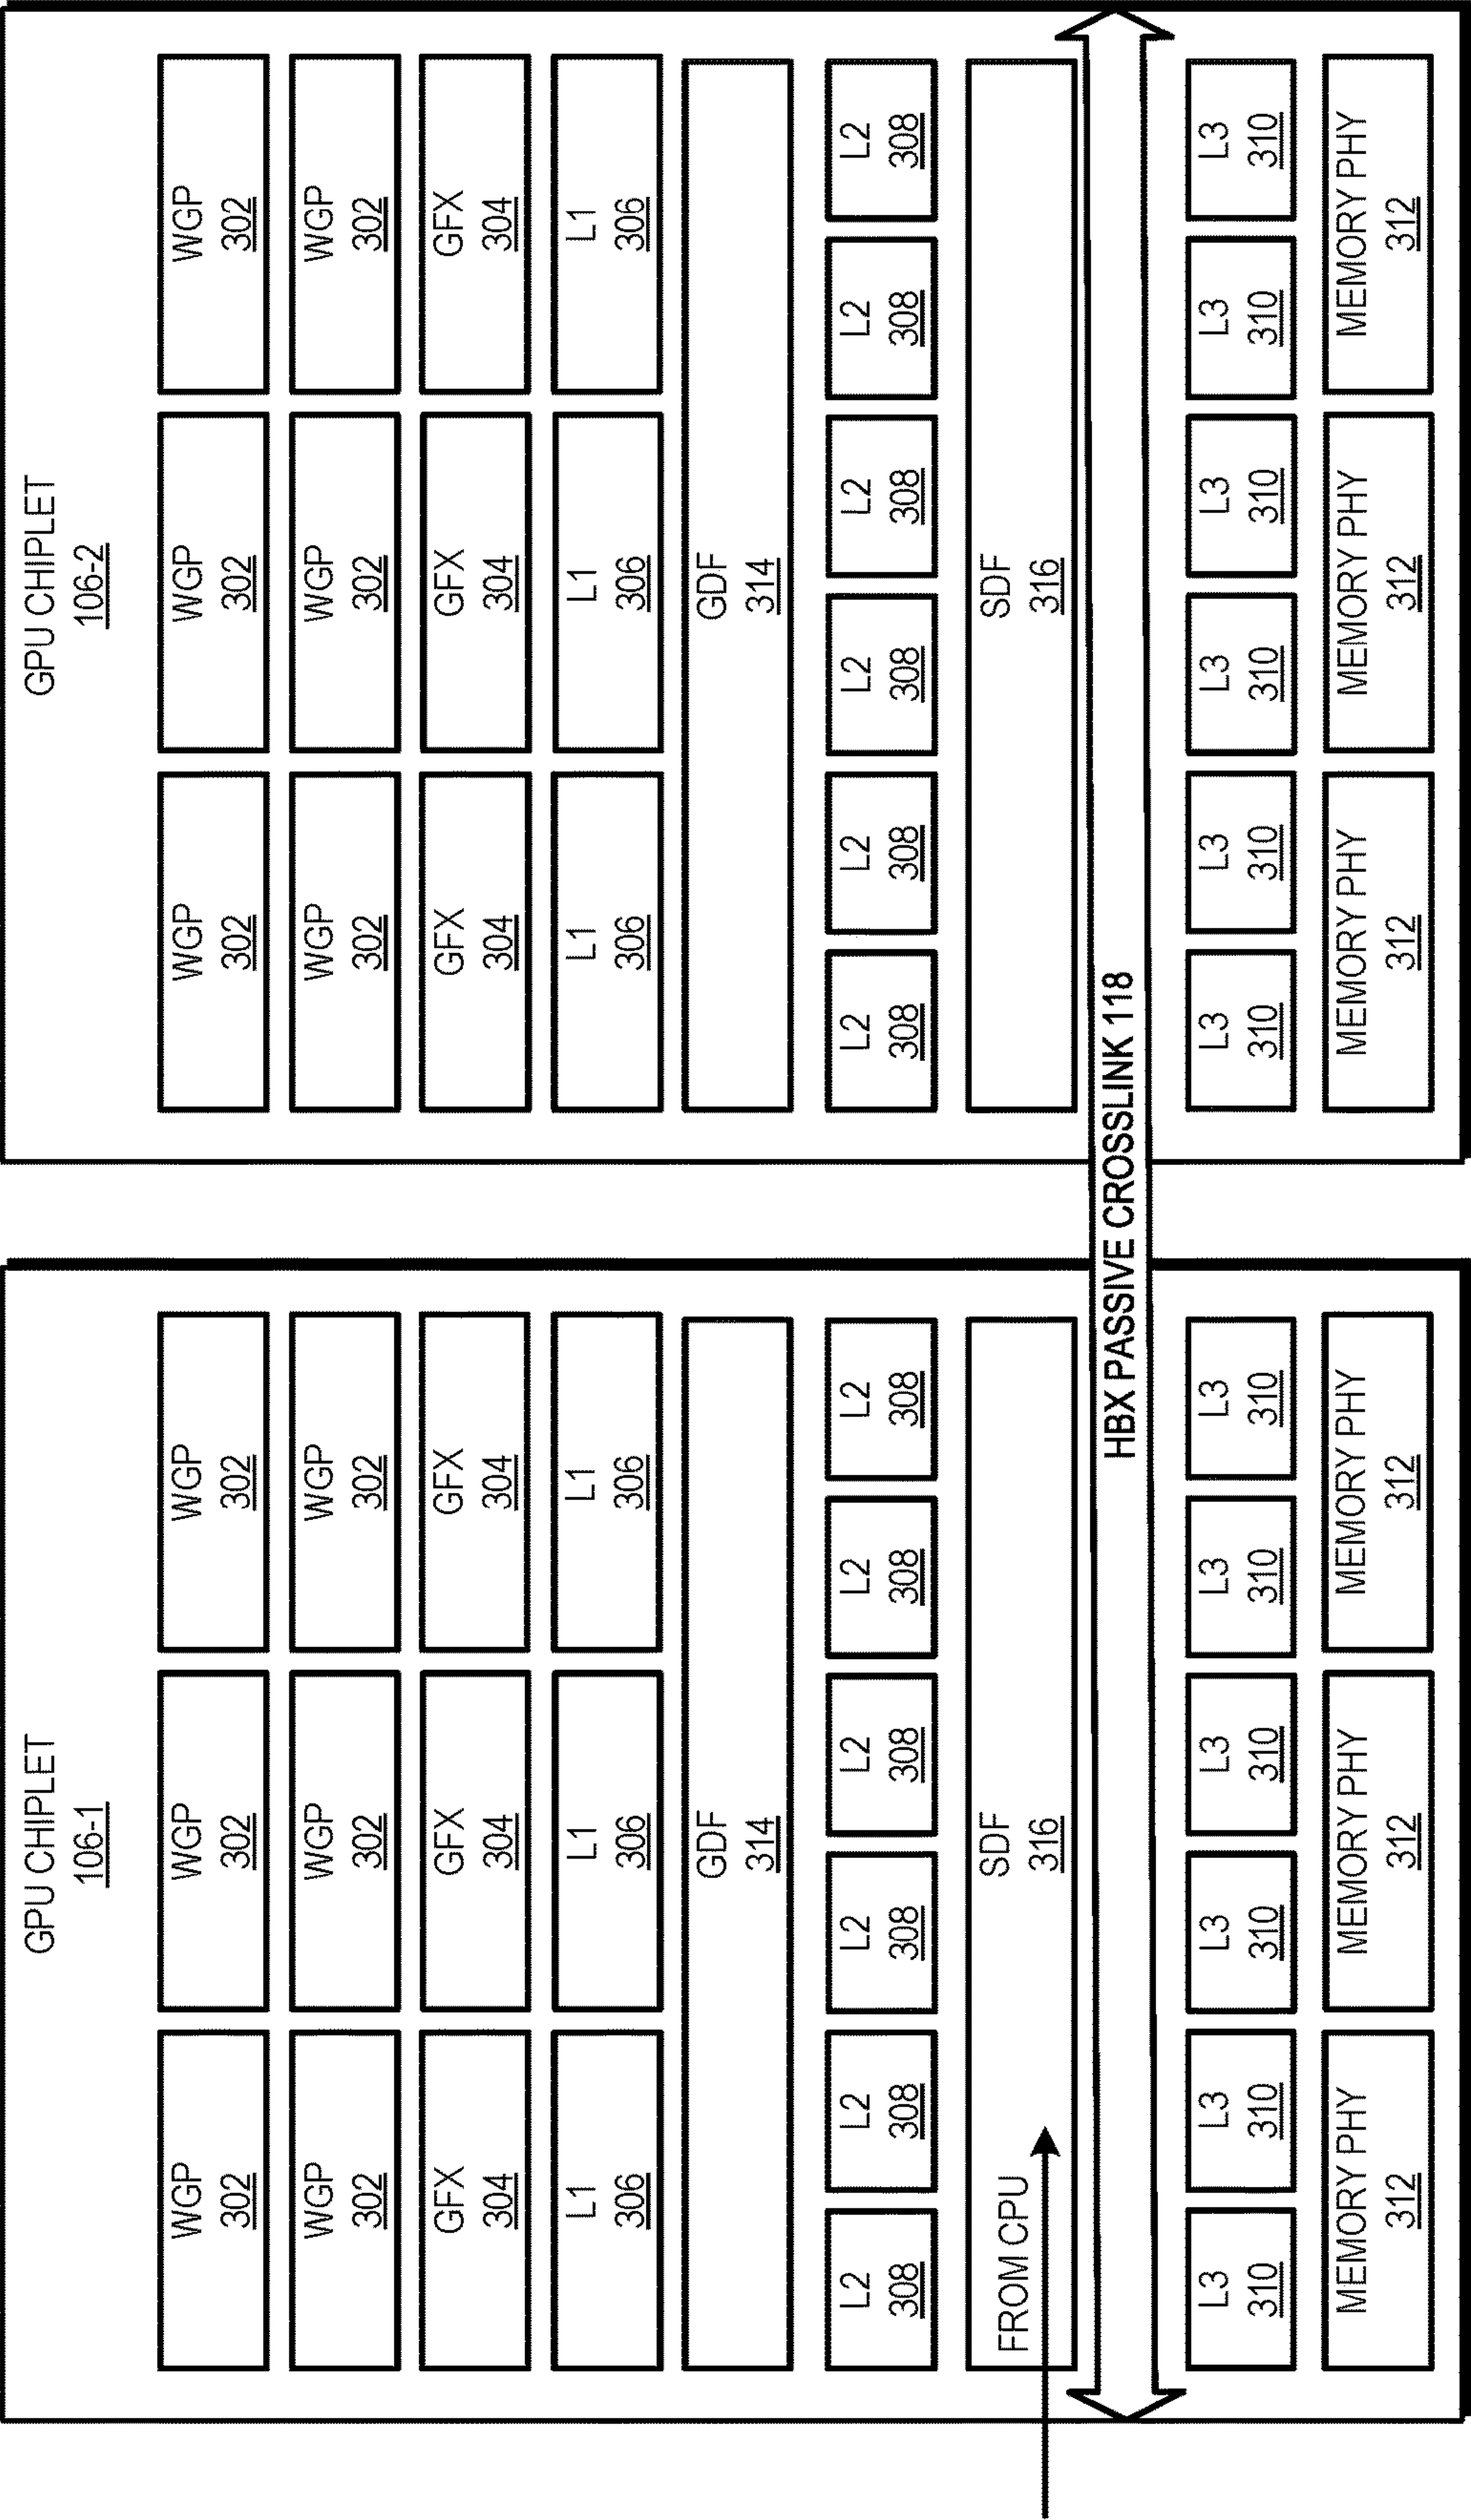 GPU CHIPLET
106-1
WGP
302
WGP
302
WGP
302
WGP
302
WGP
302
WGP
302
GFX
304
GFX
304
GFX
304
L1
306
L1
306
L1
306
GDF
314
L2
308
L2
308
L2
308
L2
308
L2
308
L2
308
FROM CPU
SDF
316
HBX PASSIVE CROSSLINK 118
L3
310
L3
310
L3
310
L3
310
L3
310
L3
310
MEMORY PHY
312
MEMORY PHY
312
MEMORY PHY
312
GPU CHIPLET
106-2
WGP
302
WGP
302
WGP
302
WGP
302
WGP
302
WGP
302
GFX
304
GFX
304
GFX
304
L1
306
L1
306
L1
306
GDF
314
L2
308
L2
308
L2
308
L2
308
L2
308
L2
308
SDF
316
L3
310
L3
310
L3
310
L3
310
L3
310
L3
310
MEMORY PHY
312
MEMORY PHY
312
MEMORY PHY
312